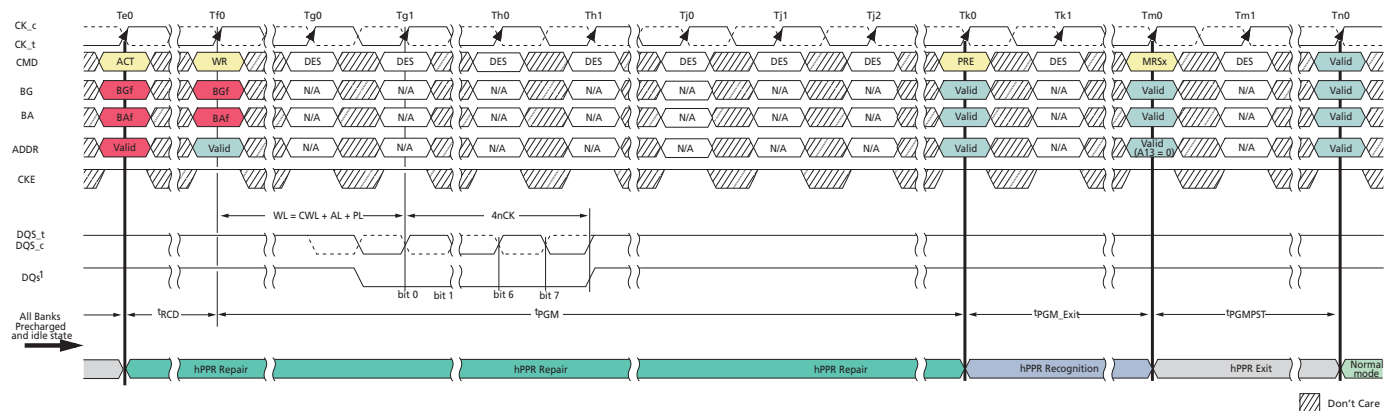 Te0 Tf0 Tg0 Tg1 Th0 Th1 Tj0 Tj1 Tj2 Tk0 Tk1 Tm0 Tm1 Tn0
CK_c
CK_t
CMD ACT WR DES DES DES DES DES DES DES PRE DES MRSx DES Valid
BG BGf BGf N/A N/A N/A N/A N/A N/A N/A Valid N/A Valid N/A Valid
BA BAf BAf N/A N/A N/A N/A N/A N/A N/A Valid N/A Valid N/A Valid
ADDR Valid Valid N/A N/A N/A N/A N/A N/A N/A Valid N/A Valid (A13 = 0) N/A Valid
CKE
WL = CWL + AL + PL 4nCK
DQS_t
DQS_c
DQs1
bit 0 bit 1 bit 6 bit 7
All Banks Precharged and idle state
tRCD tPGM tPGM_Exit tPGMPST
hPPR Repair hPPR Repair hPPR Repair hPPR Recognition hPPR Exit Normal mode
Don't Care